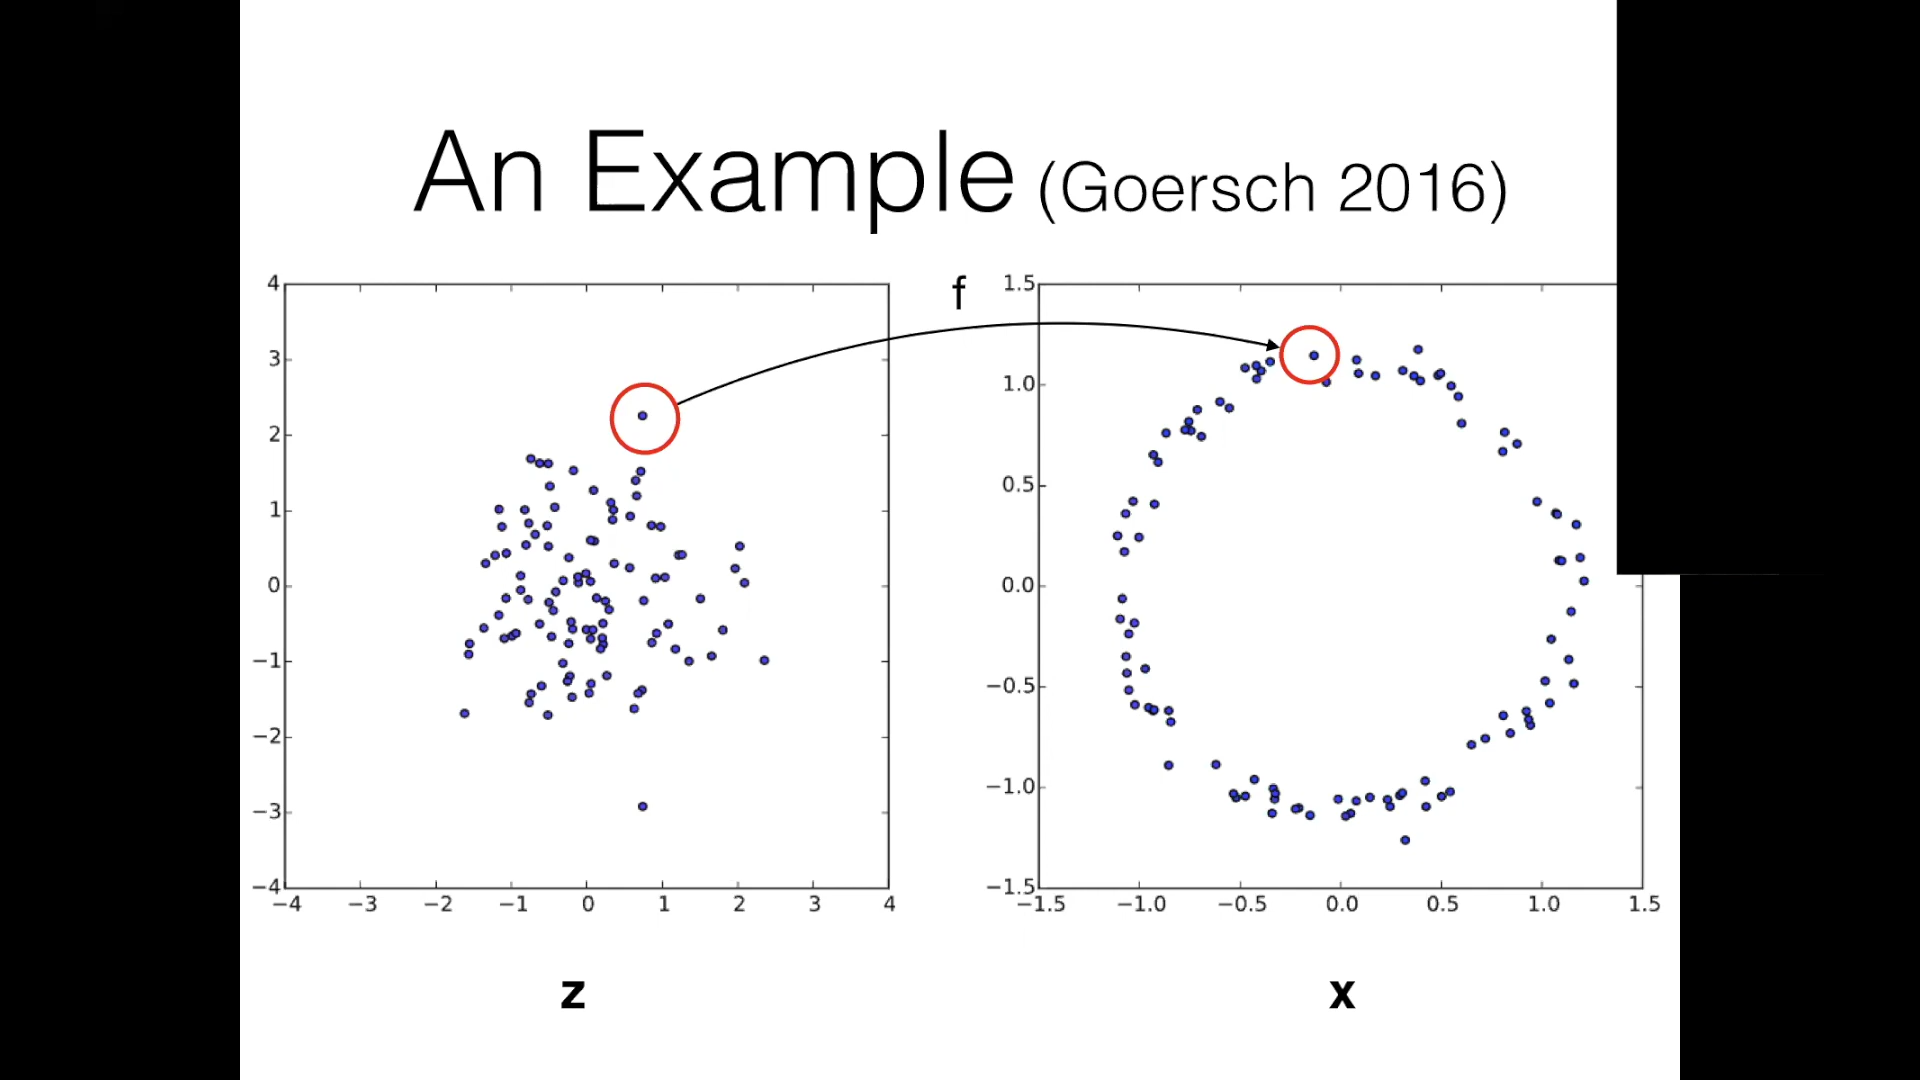 An Example (Goersch 2016)
f
4
3
2
1
0
−1
−2
−3
−4
−4 −3 −2 −1 0 1 2 3 4
z
1.5
1.0
0.5
0.0
−0.5
−1.0
−1.5
−1.5 −1.0 −0.5 0.0 0.5 1.0 1.5
x